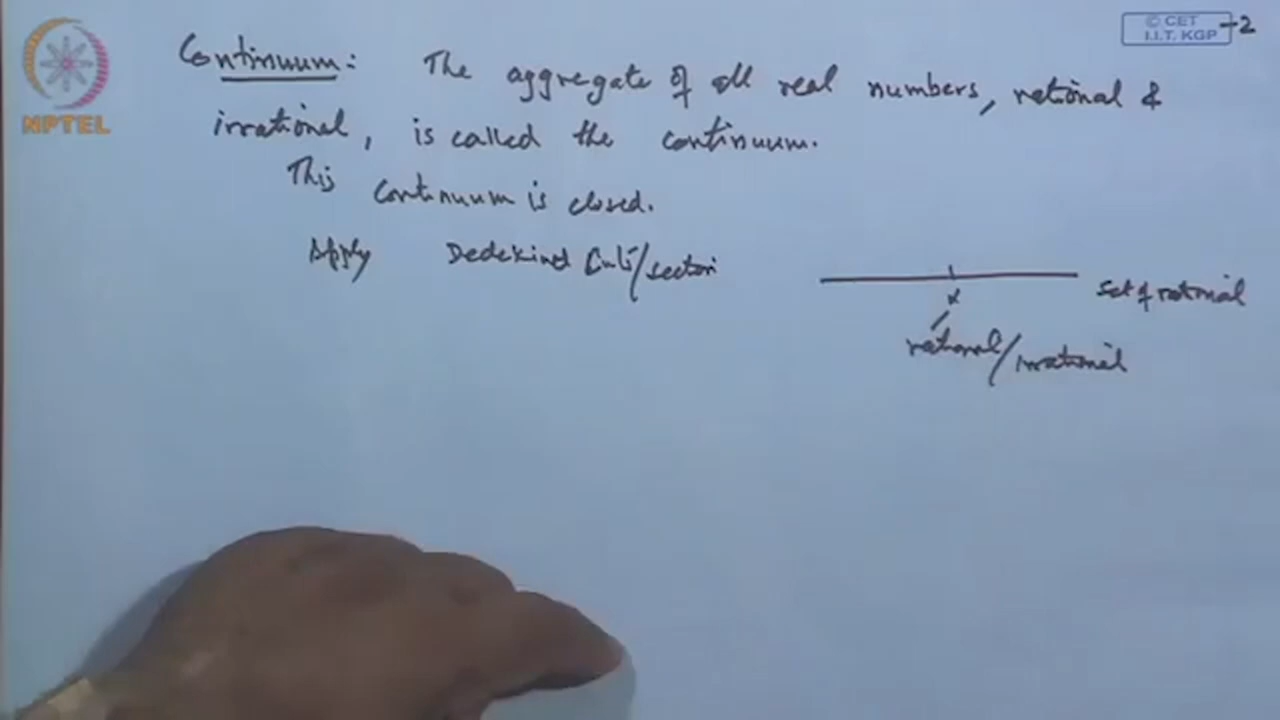 © CET
I.I.T. KGP
-2
NPTEL
Continuum: The aggregate of all real numbers, rational &
irrational, is called the continuum.
This continuum is closed.
Apply Dedekind Cuts/section
set of rational
α
rational/irrational